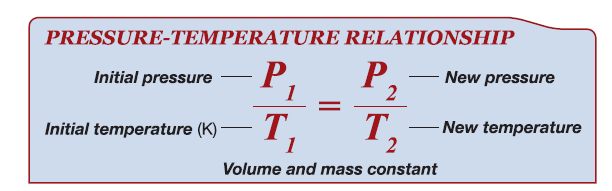 PRESSURE-TEMPERATURE RELATIONSHIP
Initial pressure — P1 = P2 — New pressure
Initial temperature (K) — T1 T2 — New temperature
Volume and mass constant